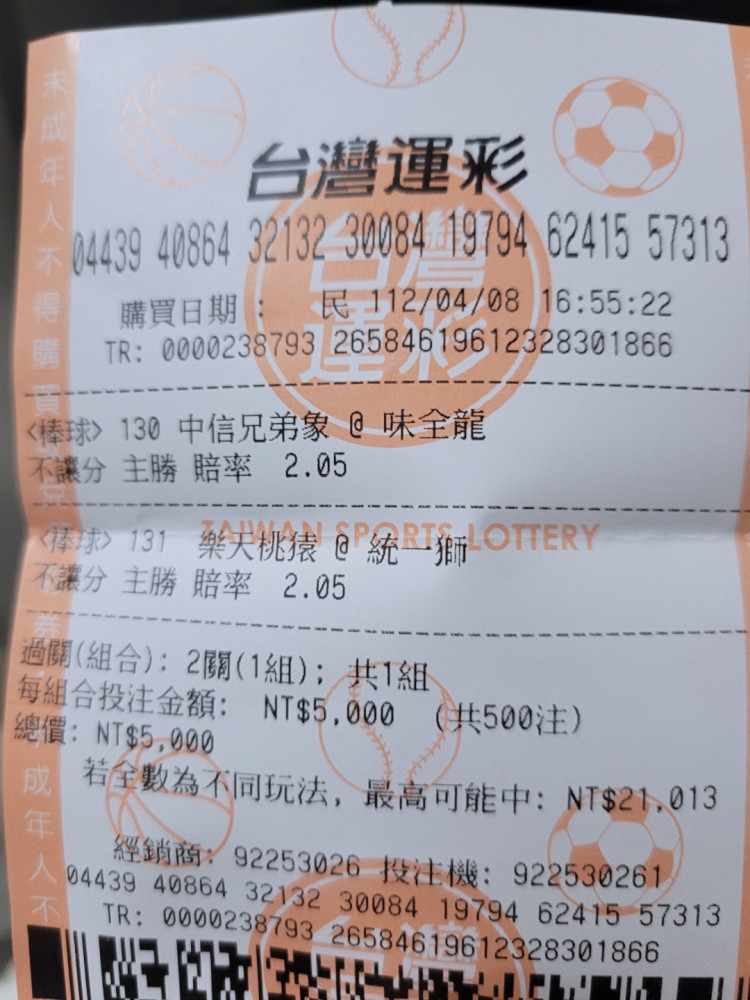 台灣運彩
04439 40864 32132 30084 19794 62415 57313
購買日期： 民 112/04/08 16:55:22
TR: 0000238793 26584619612328301866
<棒球> 130 中信兄弟象 @ 味全龍
不讓分 主勝 賠率 2.05
TAIWAN SPORTS LOTTERY
<棒球> 131 樂天桃猿 @ 統一獅
不讓分 主勝 賠率 2.05
過關(組合): 2關(1組); 共1組
每組合投注金額: NT$5,000 (共500注)
總價: NT$5,000
若全數為不同玩法, 最高可能中: NT$21,013
經銷商: 92253026 投注機: 922530261
04439 40864 32132 30084 19794 62415 57313
TR: 0000238793 26584619612328301866
未成年人不得購買
成年人不
台灣運彩